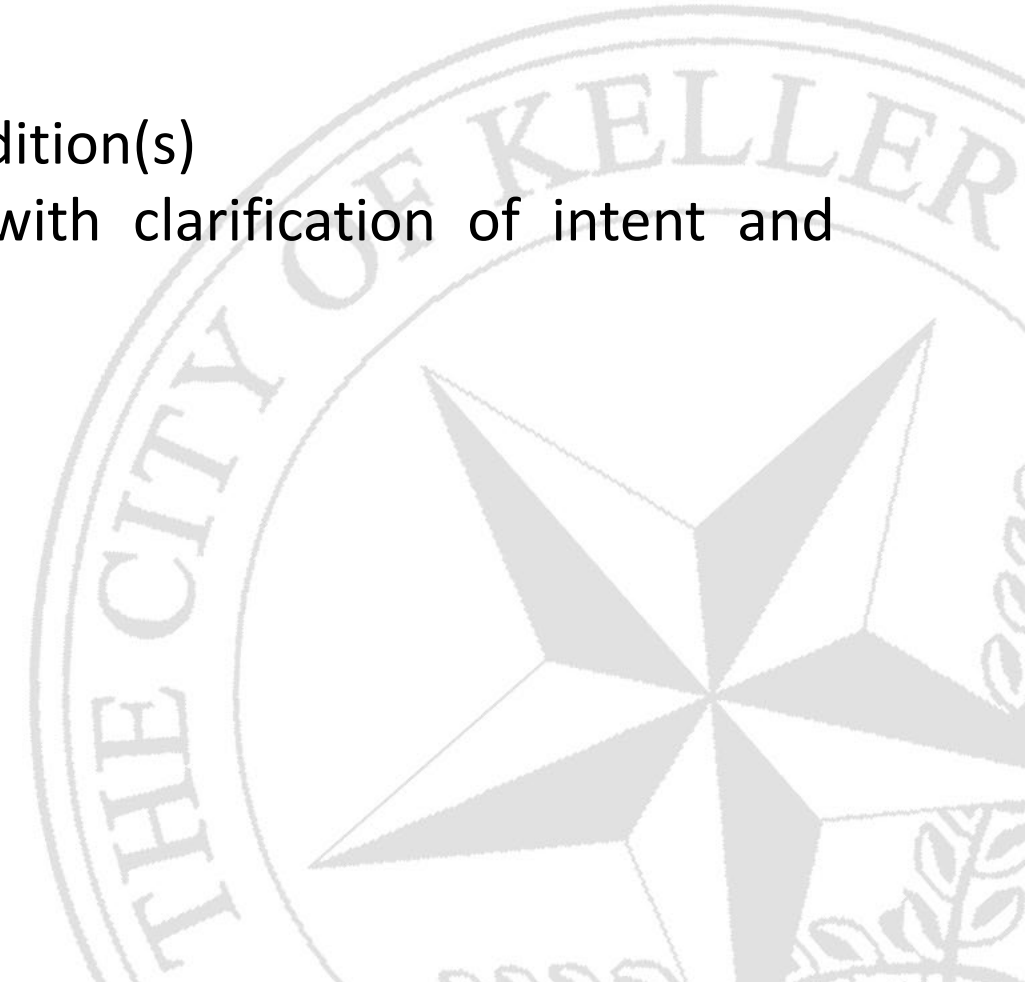 dition(s)
with clarification of intent and
THE CITY OF KELLER